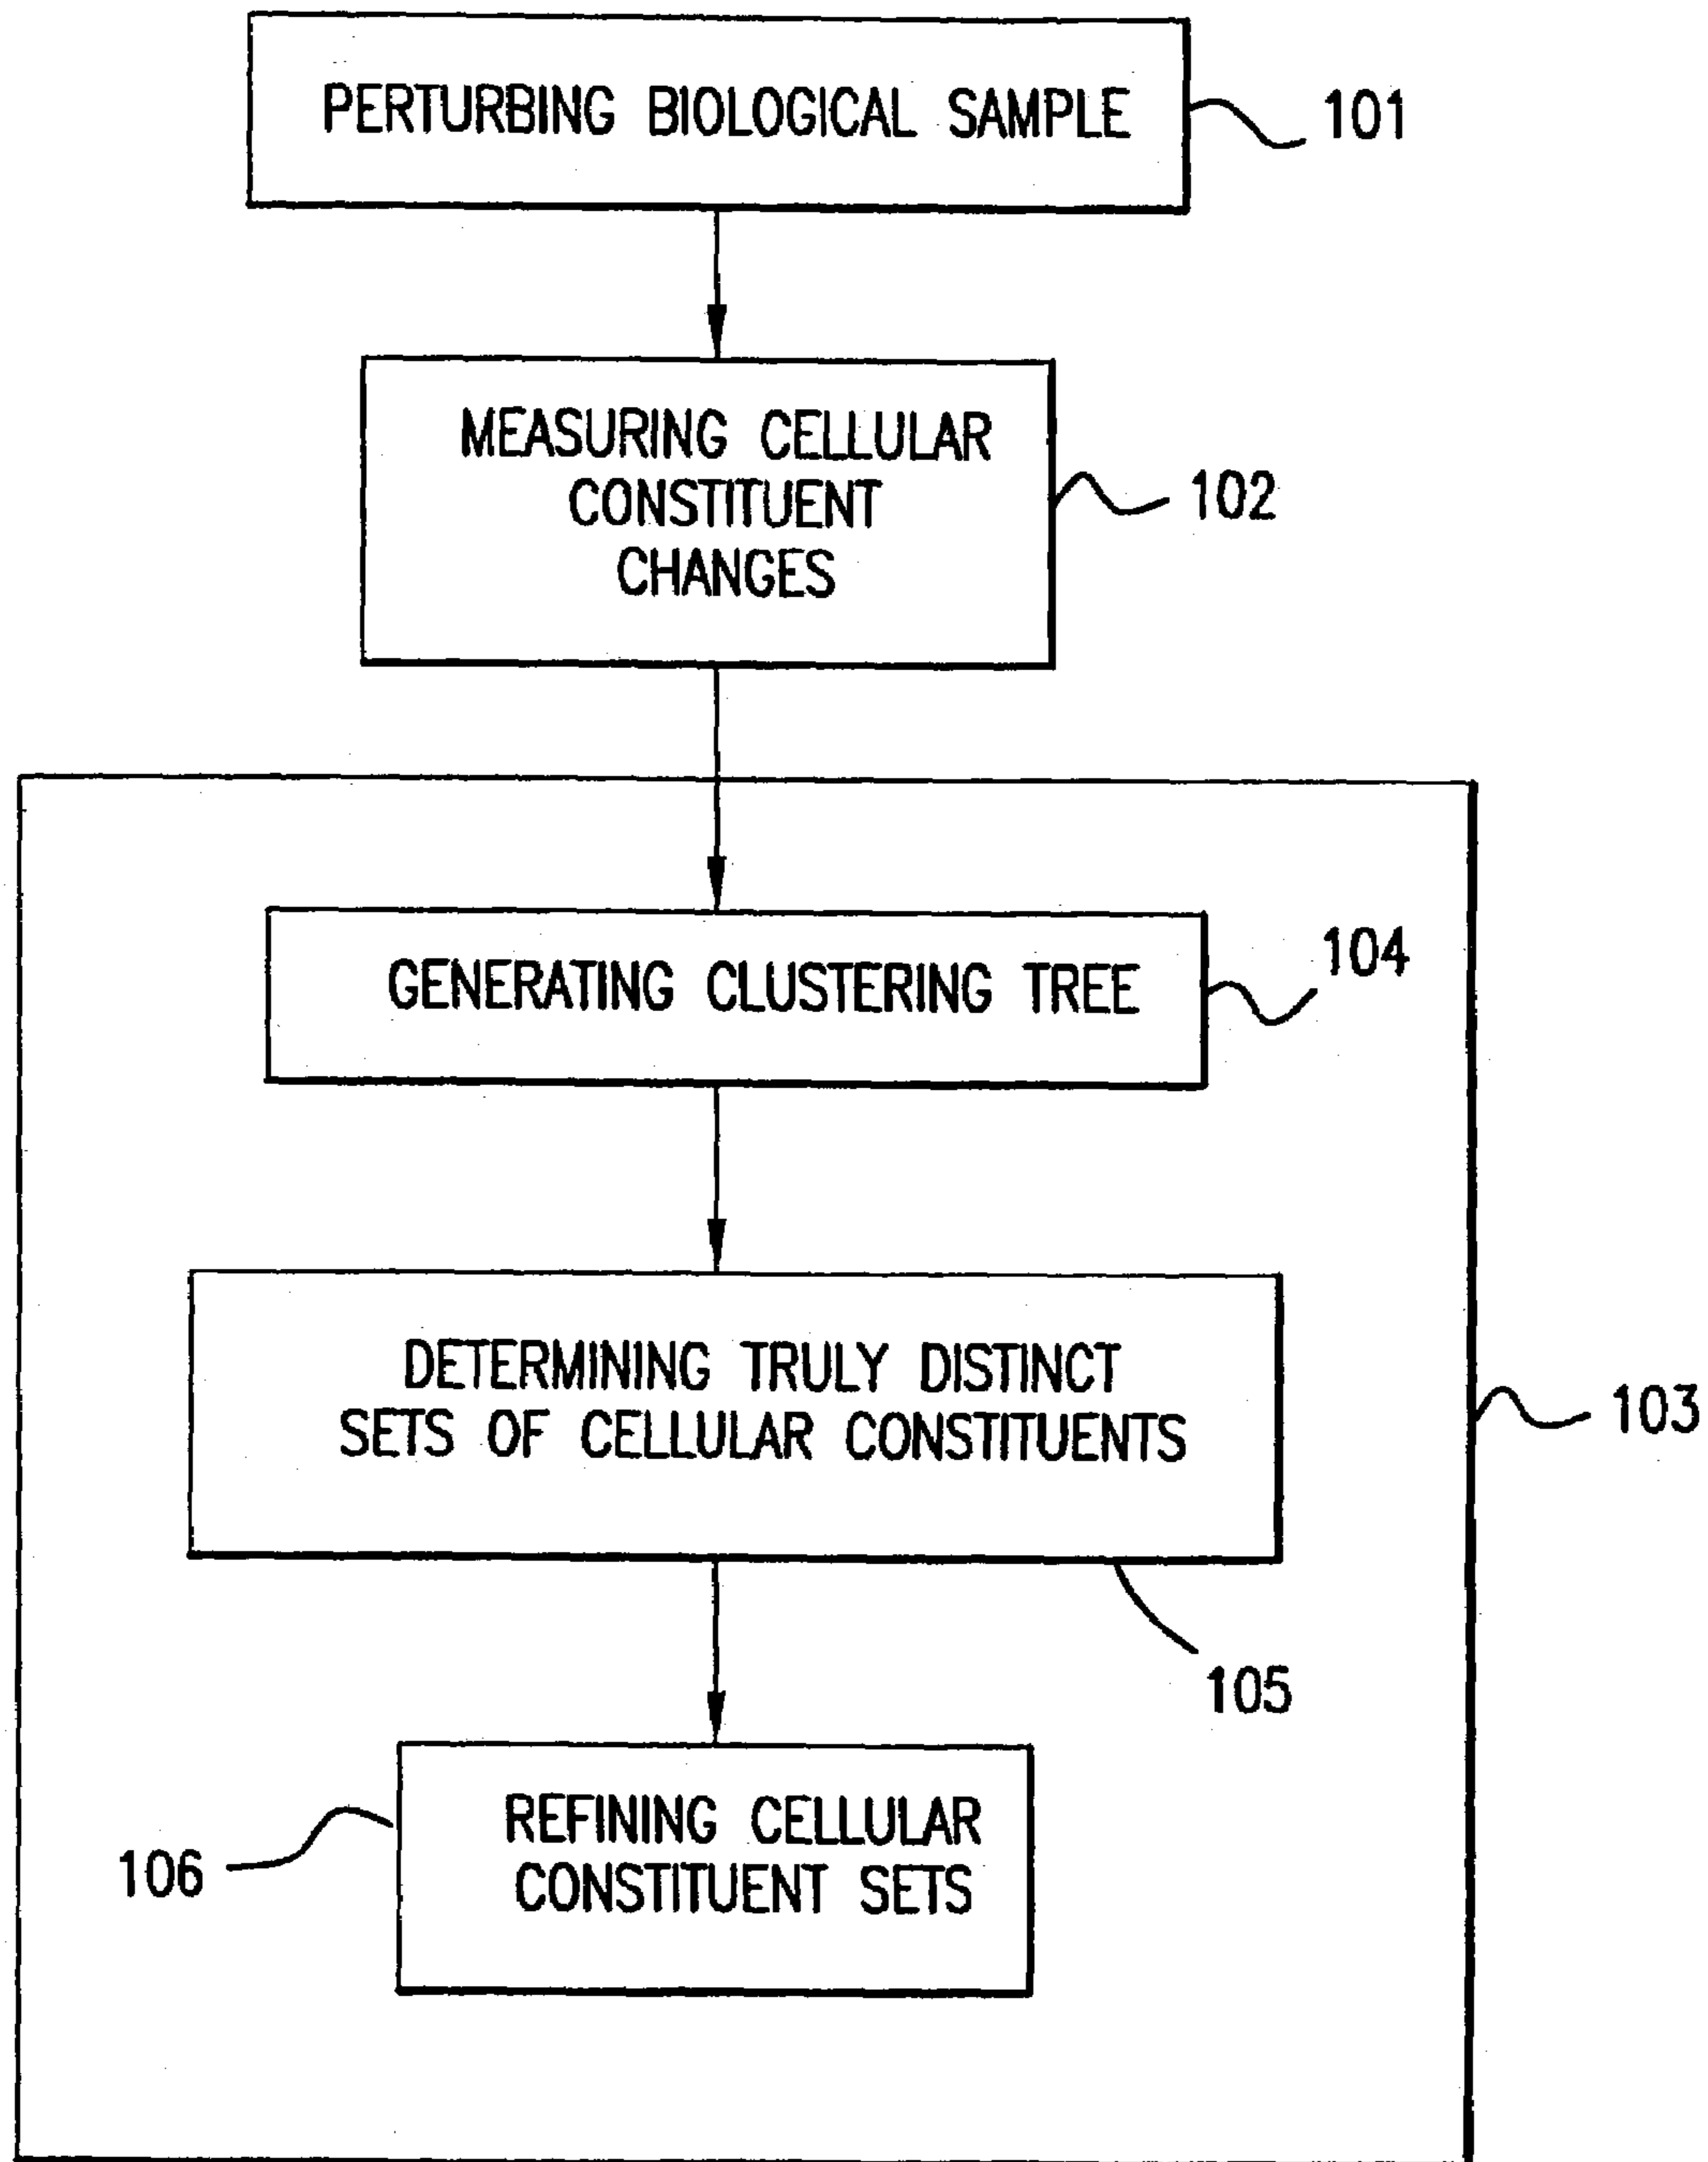 PERTURBING BIOLOGICAL SAMPLE
101
MEASURING CELLULAR
CONSTITUENT
CHANGES
102
GENERATING CLUSTERING TREE
104
DETERMINING TRULY DISTINCT
SETS OF CELLULAR CONSTITUENTS
103
105
REFINING CELLULAR
CONSTITUENT SETS
106